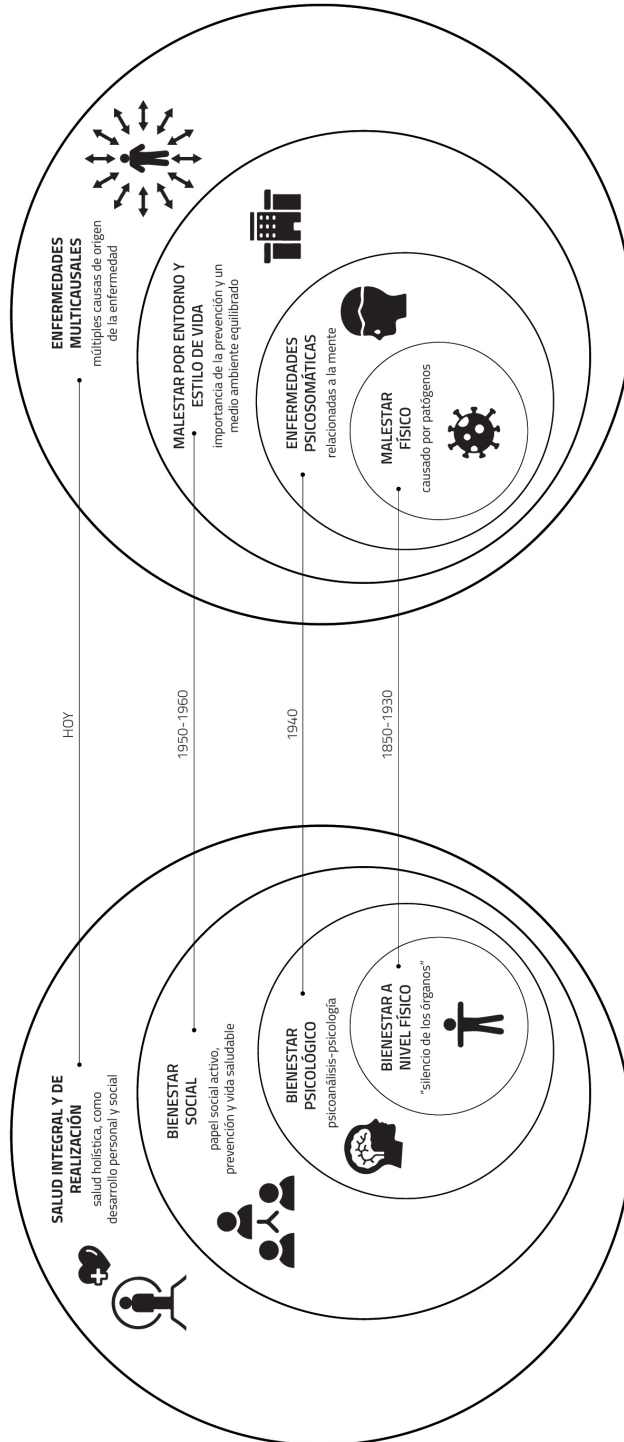 SALUD INTEGRAL Y DE
REALIZACIÓN
salud holística, como
desarrollo personal y social
HOY
ENFERMEDADES
MULTICAUSALES
múltiples causas de origen
de la enfermedad
BIENESTAR
SOCIAL
papel social activo,
prevención y vida saludable
1950-1960
MALESTAR POR ENTORNO Y
ESTILO DE VIDA
importancia de la prevención y un
medio ambiente equilibrado
BIENESTAR
PSICOLÓGICO
psicoanálisis-psicología
1940
ENFERMEDADES
PSICOSOMÁTICAS
relacionadas a la mente
BIENESTAR A
NIVEL FÍSICO
"silencio de los órganos"
1850-1930
MALESTAR
FÍSICO
causado por patógenos